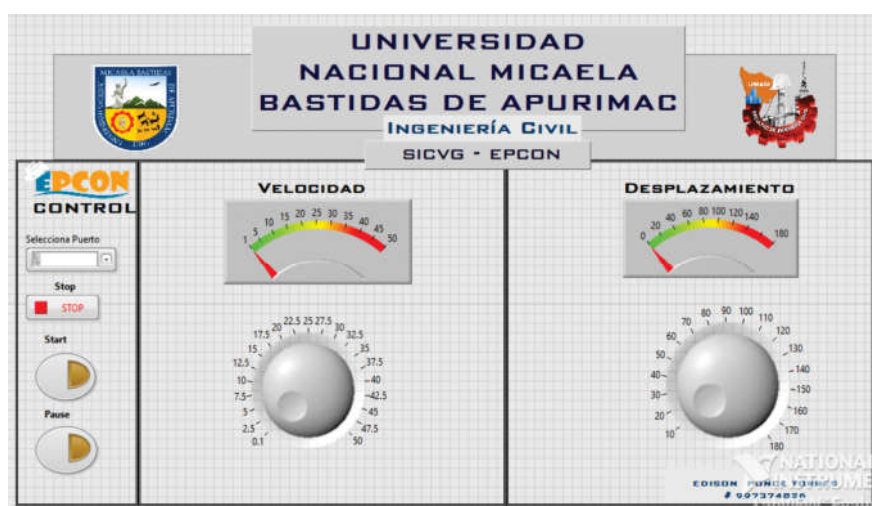 UNIVERSIDAD
NACIONAL MICAELA
BASTIDAS DE APURIMAC
INGENIERÍA CIVIL
SICVG - EPCON
EPCON
CONTROL
Selecciona Puerto
Stop
STOP
Start
Pause
VELOCIDAD
1 5 10 15 20 25 30 35 40 45 50
0.1 2.5 5 7.5 10 12.5 15 17.5 20 22.5 25 27.5 30 32.5 35 37.5 40 42.5 45 47.5 50
DESPLAZAMIENTO
0 20 40 60 80 100 120 140 180
10 20 30 40 50 60 70 80 90 100 110 120 130 140 150 160 170 180
NATIONAL
EDISON
# 997374836